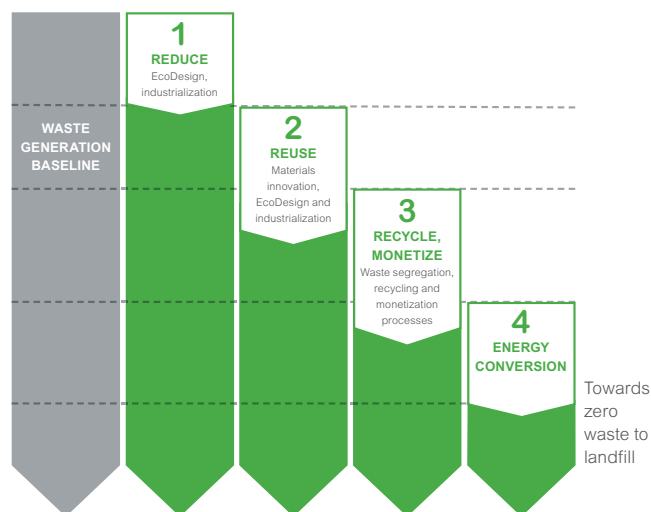 WASTE
GENERATION
BASELINE
1
REDUCE
EcoDesign,
industrialization
2
REUSE
Materials
innovation,
EcoDesign and
industrialization
3
RECYCLE,
MONETIZE
Waste segregation,
recycling and
monetization
processes
4
ENERGY
CONVERSION
Towards
zero
waste to
landfill